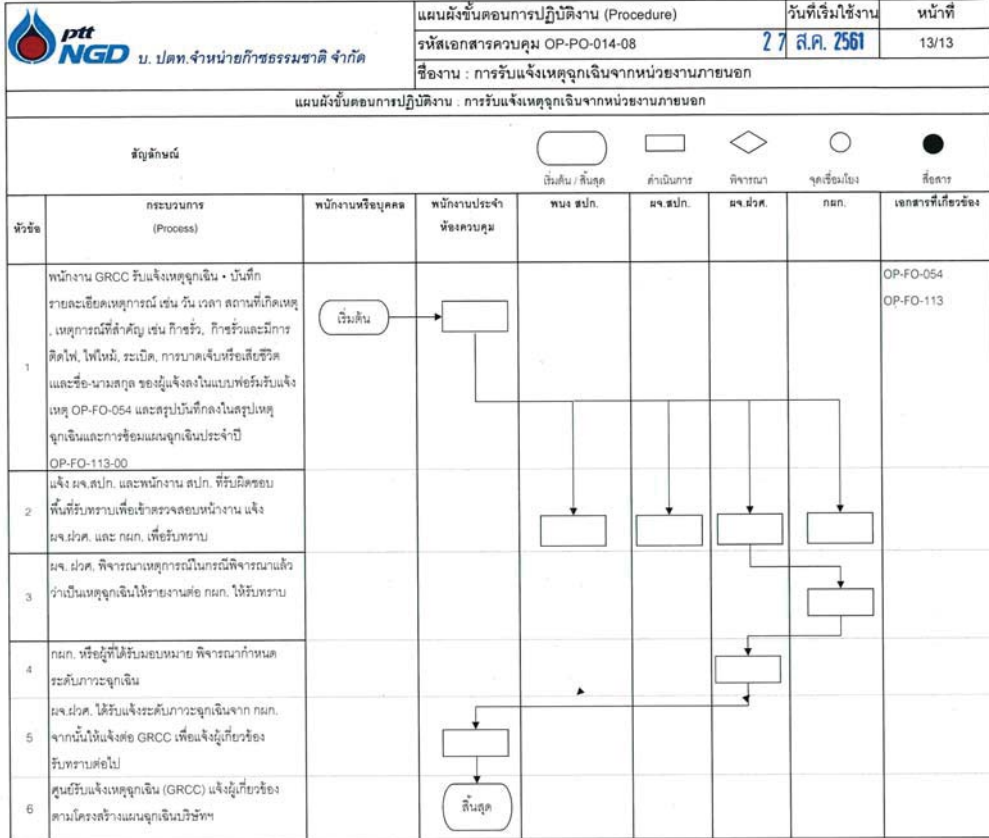 ptt
NGD บ. ปตท.จำหน่ายก๊าซธรรมชาติ จำกัด
แผนผังขั้นตอนการปฏิบัติงาน (Procedure)
วันที่เริ่มใช้งาน
หน้าที่
รหัสเอกสารควบคุม OP-PO-014-08
2 7 ส.ค. 2561
13/13
ชื่องาน : การรับแจ้งเหตุฉุกเฉินจากหน่วยงานภายนอก
แผนผังขั้นตอนการปฏิบัติงาน : การรับแจ้งเหตุฉุกเฉินจากหน่วยงานภายนอก
สัญลักษณ์
เริ่มต้น / สิ้นสุด
ดำเนินการ
พิจารณา
จุดเชื่อมโยง
สื่อสาร
หัวข้อ
กระบวนการ
(Process)
พนักงานหรือบุคคล
พนักงานประจำ
ห้องควบคุม
พนง สปก.
ผจ.สปก.
ผจ.ฝวศ.
กผก.
เอกสารที่เกี่ยวข้อง
1
พนักงาน GRCC รับแจ้งเหตุฉุกเฉิน • บันทึก
รายละเอียดเหตุการณ์ เช่น วัน เวลา สถานที่เกิดเหตุ
, เหตุการณ์ที่สำคัญ เช่น ก๊าซรั่ว, ก๊าซรั่วและมีการ
ติดไฟ, ไฟไหม้, ระเบิด, การบาดเจ็บหรือเสียชีวิต
และชื่อ-นามสกุล ของผู้แจ้งลงในแบบฟอร์มรับแจ้ง
เหตุ OP-FO-054 และสรุปบันทึกลงในสรุปเหตุ
ฉุกเฉินและการซ้อมแผนฉุกเฉินประจำปี
OP-FO-113-00
เริ่มต้น
OP-FO-054
OP-FO-113
2
แจ้ง ผจ.สปก. และพนักงาน สปก. ที่รับผิดชอบ
พื้นที่รับทราบเพื่อเข้าตรวจสอบหน้างาน แจ้ง
ผจ.ฝวศ. และ กผก. เพื่อรับทราบ
3
ผจ. ฝวศ. พิจารณาเหตุการณ์ในกรณีพิจารณาแล้ว
ว่าเป็นเหตุฉุกเฉินให้รายงานต่อ กผก. ให้รับทราบ
4
กผก. หรือผู้ที่ได้รับมอบหมาย พิจารณากำหนด
ระดับภาวะฉุกเฉิน
5
ผจ.ฝวศ. ได้รับแจ้งระดับภาวะฉุกเฉินจาก กผก.
จากนั้นให้แจ้งต่อ GRCC เพื่อแจ้งผู้เกี่ยวข้อง
รับทราบต่อไป
6
ศูนย์รับแจ้งเหตุฉุกเฉิน (GRCC) แจ้งผู้เกี่ยวข้อง
ตามโครงสร้างแผนฉุกเฉินบริษัทฯ
สิ้นสุด